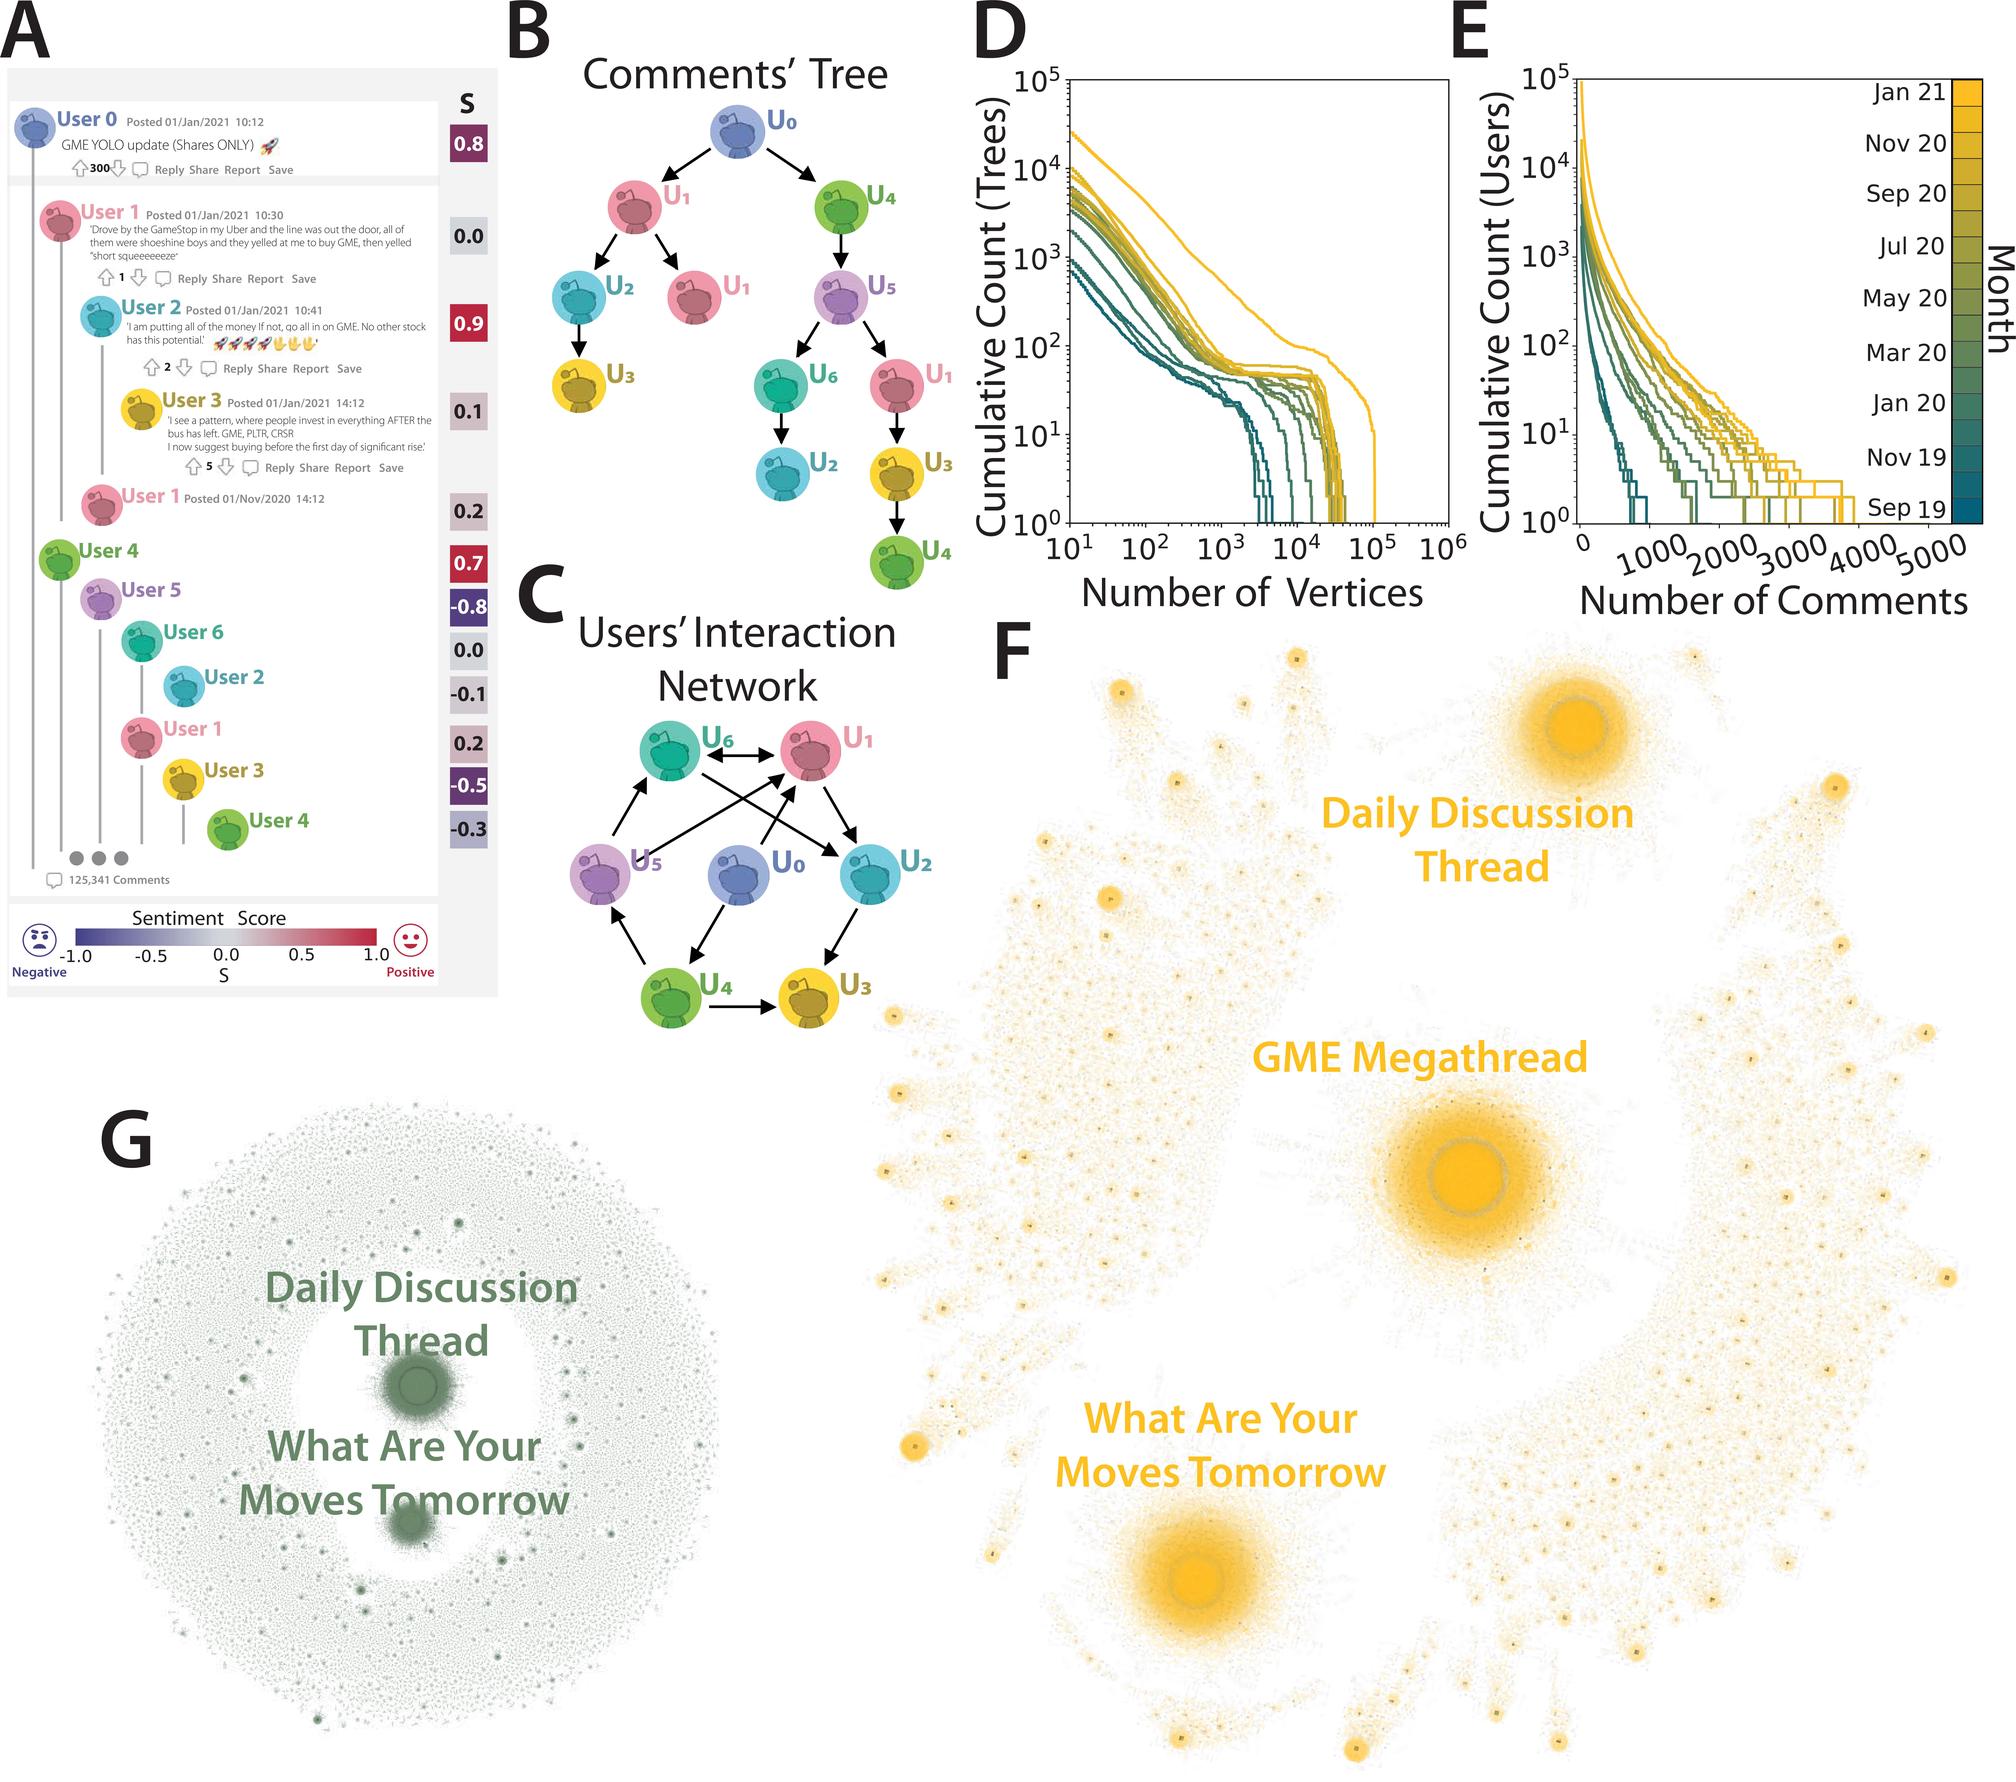 A
S
User 0 Posted 01/Jan/2021 10:12
GME YOLO update (Shares ONLY) 🚀
300 Reply Share Report Save
0.8
User 1 Posted 01/Jan/2021 10:30
'Drove by the GameStop in my Uber and the line was out the door, all of
them were shoeshine boys and they yelled at me to buy GME, then yelled
"short squeeeeeeeze"
1 Reply Share Report Save
0.0
User 2 Posted 01/Jan/2021 10:41
'I am putting all of the money If not, go all in on GME. No other stock
has this potential.' 🚀🚀🚀🚀🖖🖖🖖'
2 Reply Share Report Save
0.9
User 3 Posted 01/Jan/2021 14:12
'I see a pattern, where people invest in everything AFTER the
bus has left. GME, PLTR, CRSR
I now suggest buying before the first day of significant rise.'
5 Reply Share Report Save
0.1
User 1 Posted 01/Nov/2020 14:12
0.2
User 4
0.7
User 5
-0.8
User 6
0.0
User 2
-0.1
User 1
0.2
User 3
-0.5
User 4
-0.3
125,341 Comments
Sentiment Score
-1.0 -0.5 0.0 0.5 1.0
S
Negative
Positive
B
Comments' Tree
U0
U1
U4
U2
U1
U5
U3
U6
U1
U2
U3
U4
C
Users' Interaction
Network
U6
U1
U5
U0
U2
U4
U3
D
Cumulative Count (Trees)
10^5
10^4
10^3
10^2
10^1
10^0
10^1 10^2 10^3 10^4 10^5 10^6
Number of Vertices
E
Cumulative Count (Users)
10^5
10^4
10^3
10^2
10^1
10^0
0 1000 2000 3000 4000 5000
Number of Comments
Jan 21
Nov 20
Sep 20
Jul 20
May 20
Mar 20
Jan 20
Nov 19
Sep 19
Month
F
Daily Discussion
Thread
GME Megathread
What Are Your
Moves Tomorrow
G
Daily Discussion
Thread
What Are Your
Moves Tomorrow